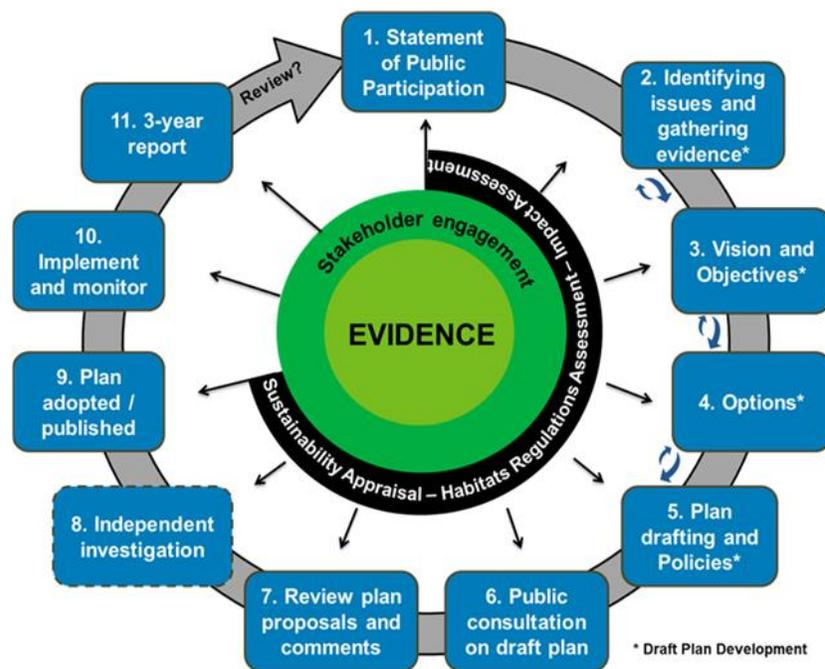 1. Statement
of Public
Participation
2. Identifying
issues and
gathering
evidence*
3. Vision and
Objectives*
4. Options*
5. Plan
drafting and
Policies*
6. Public
consultation
on draft plan
7. Review plan
proposals and
comments
8. Independent
investigation
9. Plan
adopted /
published
10.
Implement
and monitor
11. 3-year
report
Review?
Stakeholder engagement
EVIDENCE
Sustainability Appraisal – Habitats Regulations Assessment – Impact Assessment
* Draft Plan Development